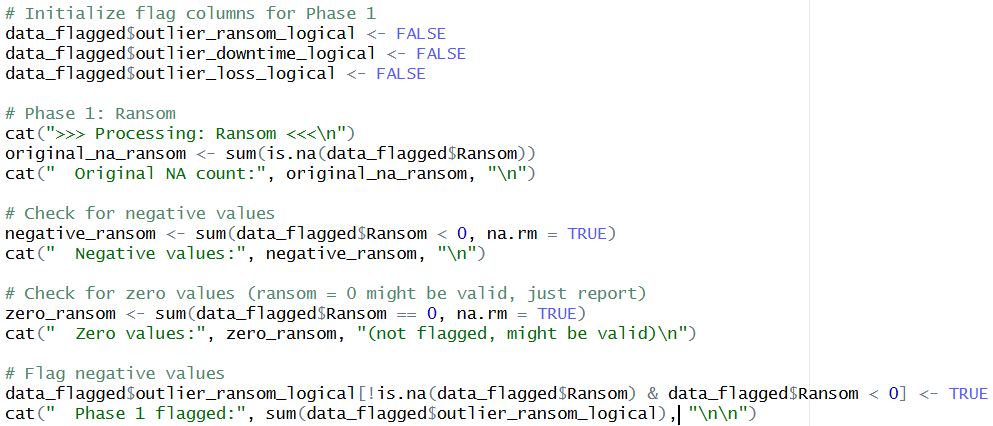 # Initialize flag columns for Phase 1
data_flagged$outlier_ransom_logical <- FALSE
data_flagged$outlier_downtime_logical <- FALSE
data_flagged$outlier_loss_logical <- FALSE

# Phase 1: Ransom
cat(">>> Processing: Ransom <<<\n")
original_na_ransom <- sum(is.na(data_flagged$Ransom))
cat("  Original NA count:", original_na_ransom, "\n")

# Check for negative values
negative_ransom <- sum(data_flagged$Ransom < 0, na.rm = TRUE)
cat("  Negative values:", negative_ransom, "\n")

# Check for zero values (ransom = 0 might be valid, just report)
zero_ransom <- sum(data_flagged$Ransom == 0, na.rm = TRUE)
cat("  Zero values:", zero_ransom, "(not flagged, might be valid)\n")

# Flag negative values
data_flagged$outlier_ransom_logical[!is.na(data_flagged$Ransom) & data_flagged$Ransom < 0] <- TRUE
cat("  Phase 1 flagged:", sum(data_flagged$outlier_ransom_logical), "\n\n")